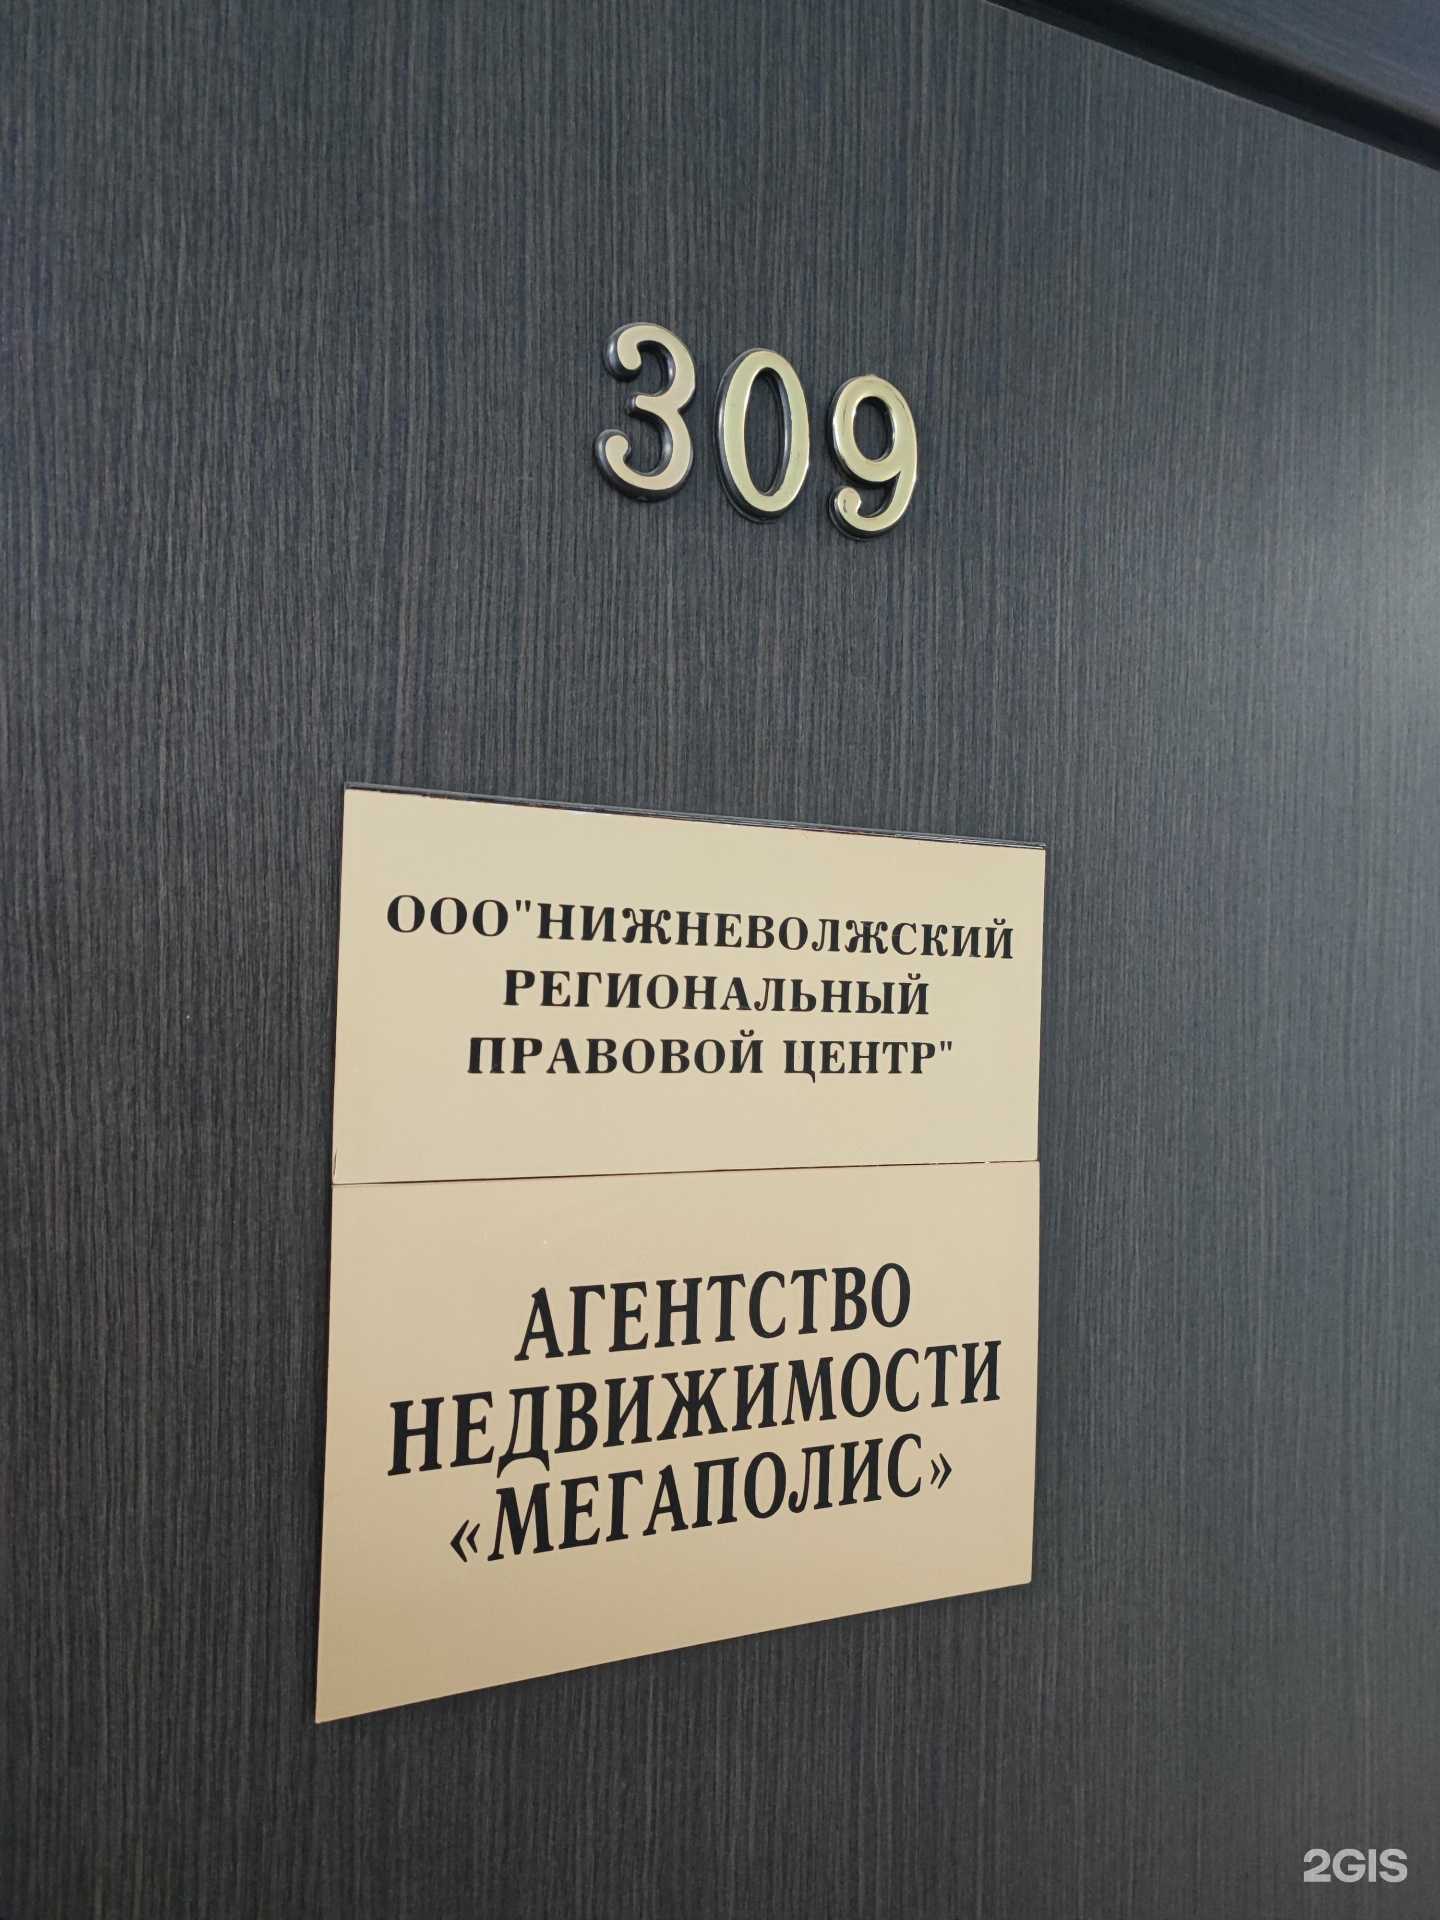 309
ООО"НИЖНЕВОЛЖСКИЙ
РЕГИОНАЛЬНЫЙ
ПРАВОВОЙ ЦЕНТР"
АГЕНТСТВО
НЕДВИЖИМОСТИ
«МЕГАПОЛИС»
2GIS